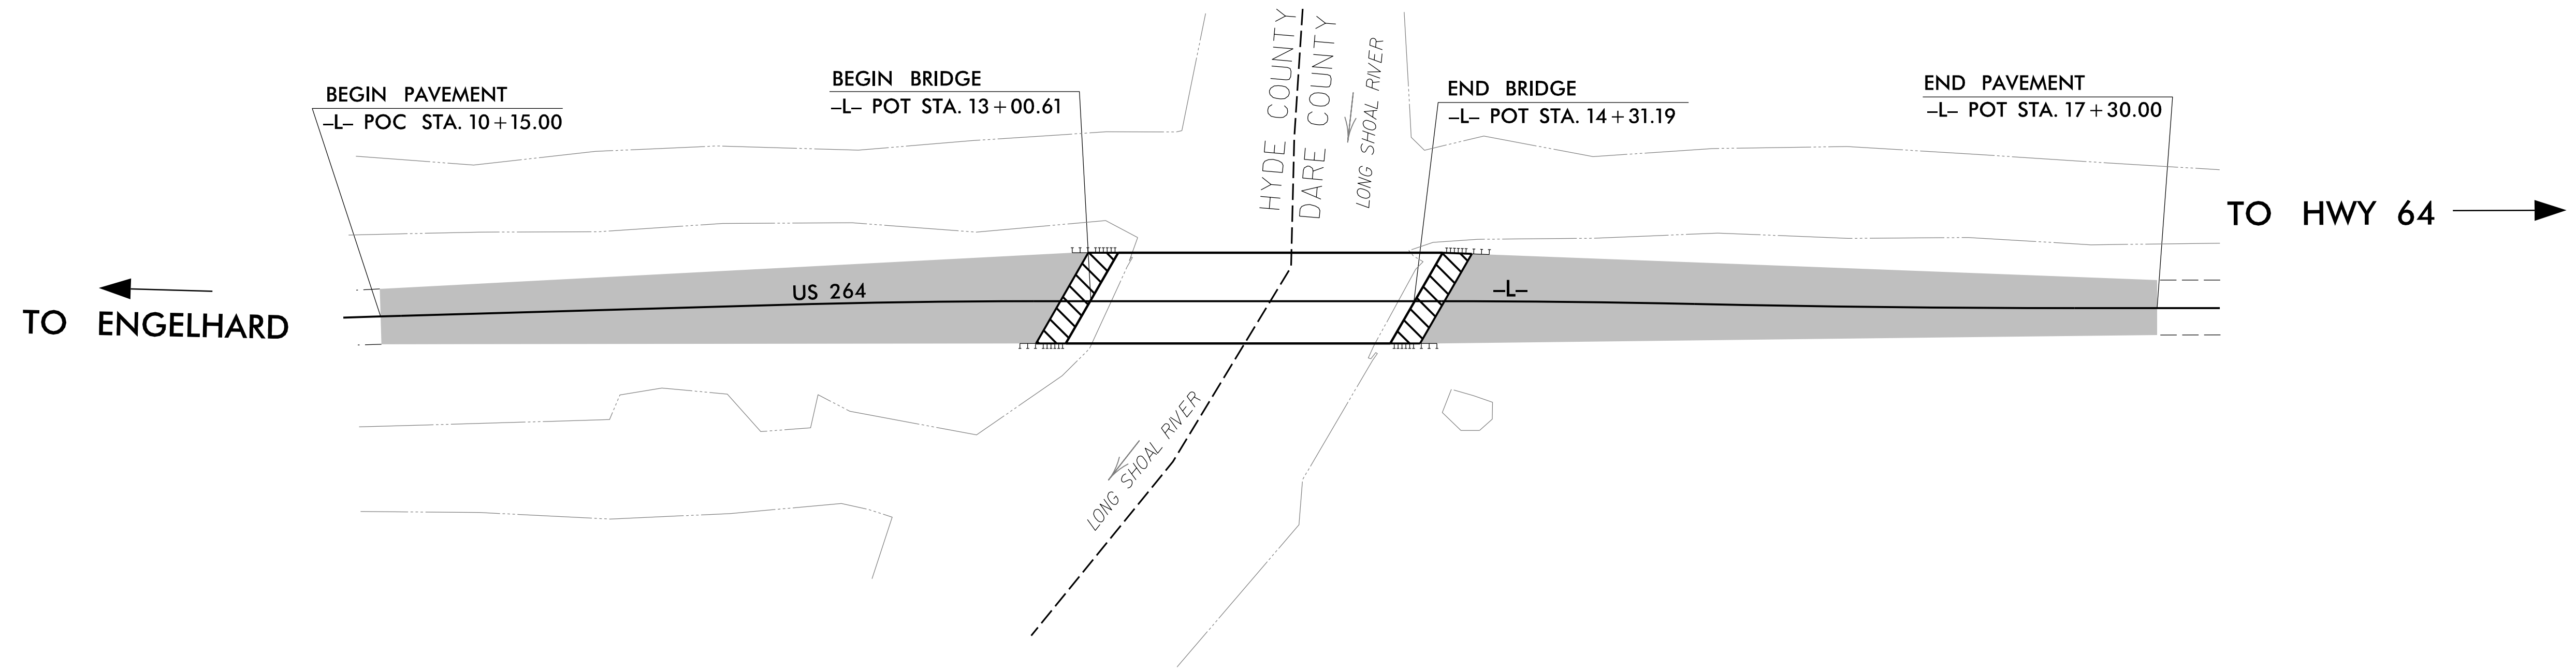 BEGIN PAVEMENT
-L- POC STA. 10+15.00
BEGIN BRIDGE
-L- POT STA. 13+00.61
HYDE COUNTY
DARE COUNTY
LONG SHOAL RIVER
END BRIDGE
-L- POT STA. 14+31.19
END PAVEMENT
-L- POT STA. 17+30.00
TO HWY 64
TO ENGELHARD
US 264
-L-
LONG SHOAL RIVER